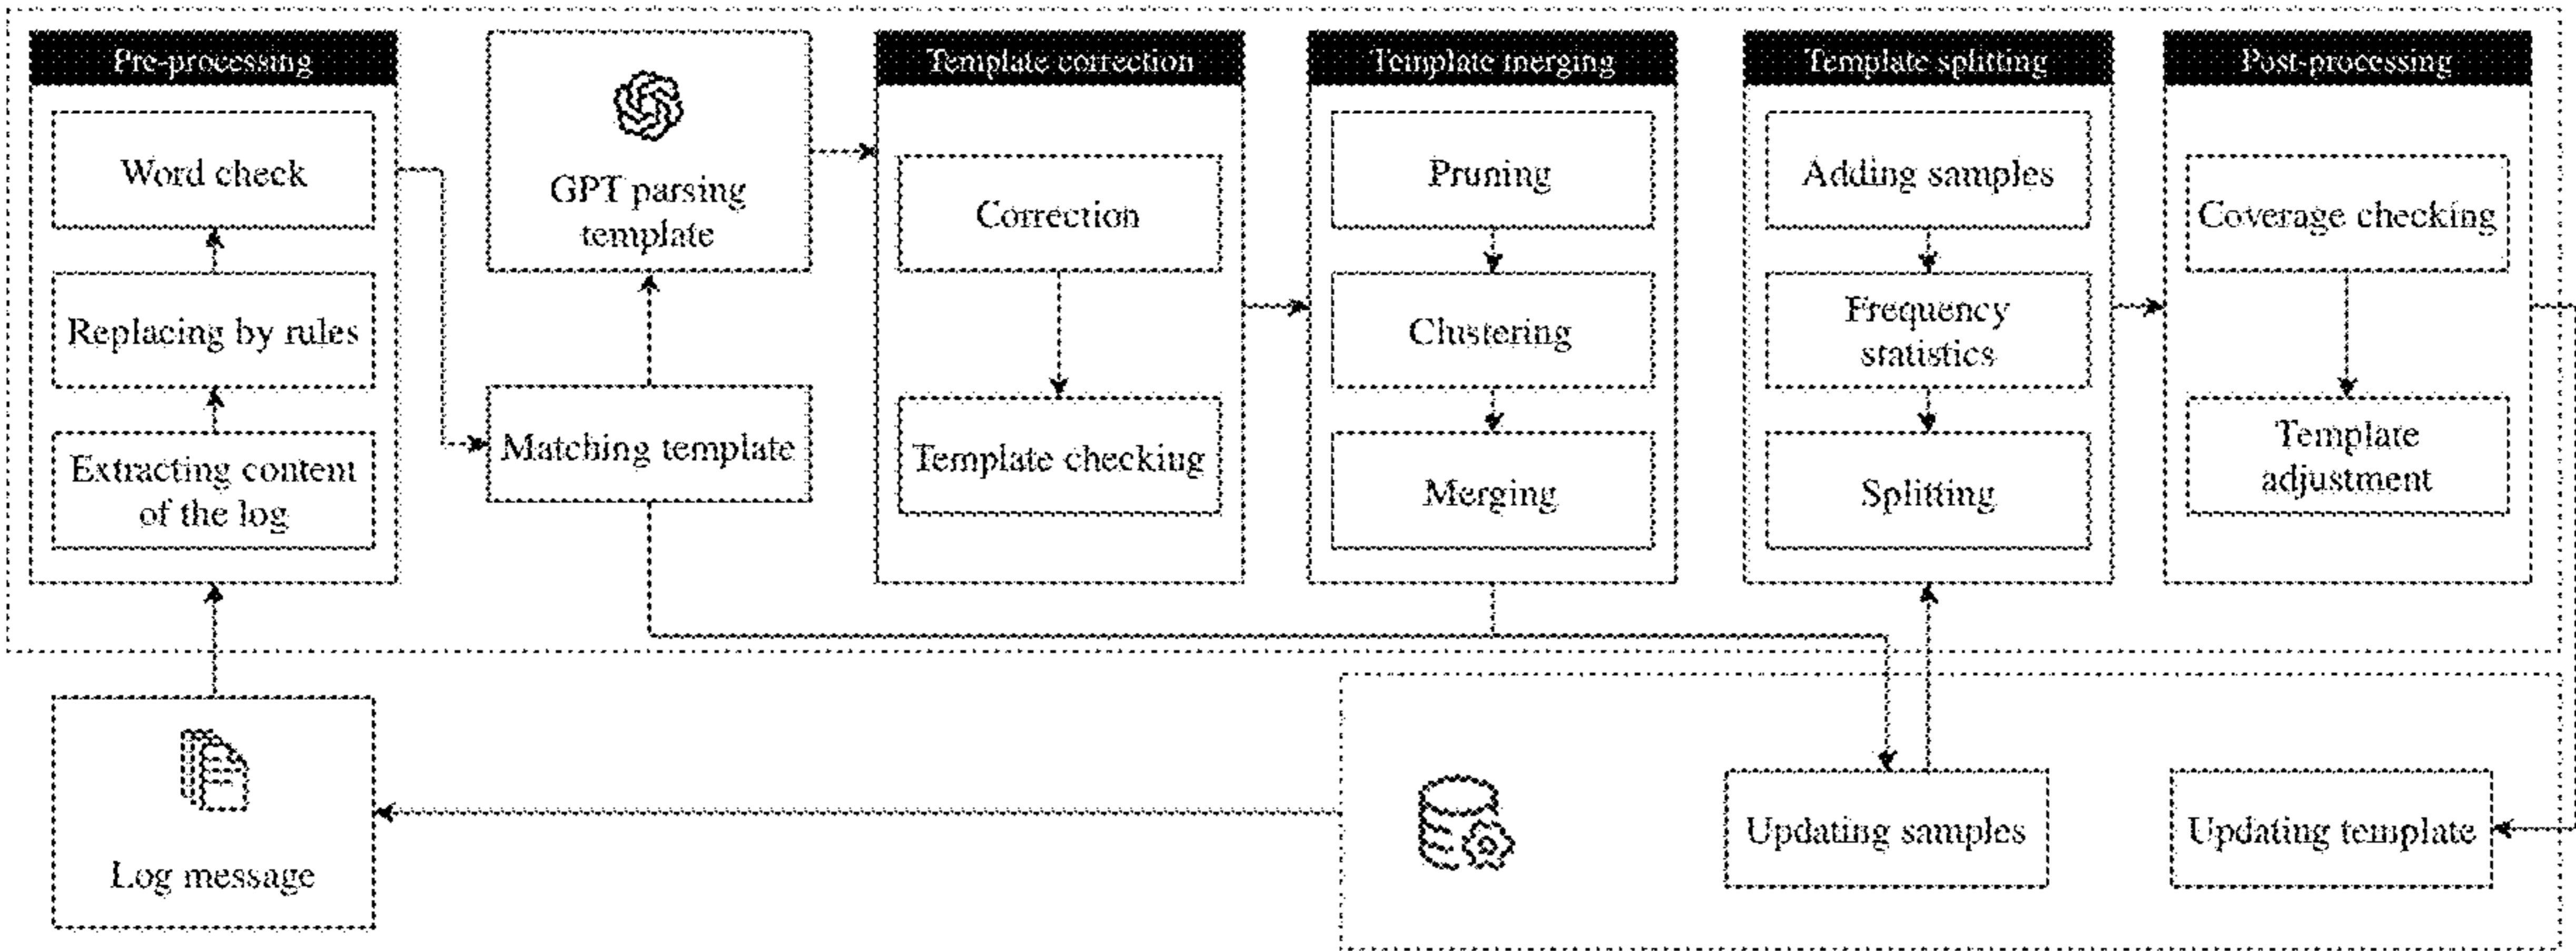 Pre-processing
Word check
Replacing by rules
Extracting content
of the log
GPT parsing
template
Matching template
Template correction
Correction
Template checking
Template merging
Pruning
Clustering
Merging
Template splitting
Adding samples
Frequency
statistics
Splitting
Post-processing
Coverage checking
Template
adjustment
Log message
Updating samples
Updating template